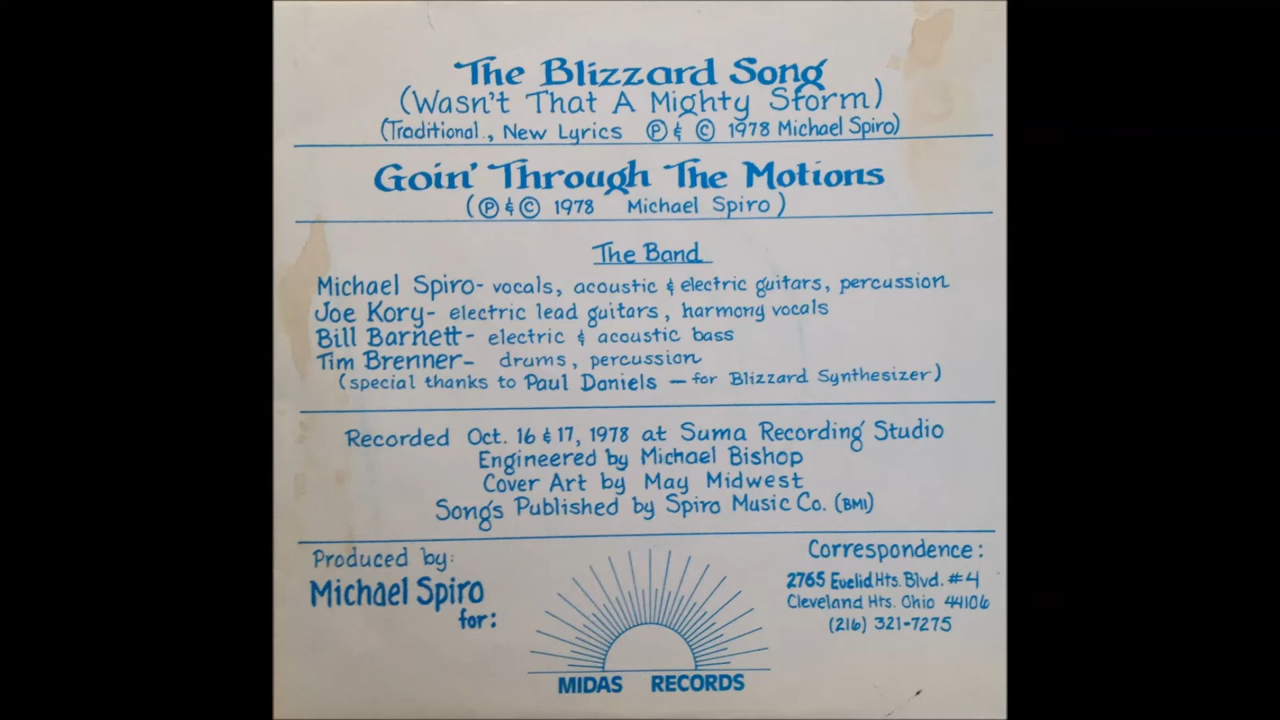 The Blizzard Song
(Wasn't That A Mighty Storm)
(Traditional., New Lyrics Ⓟ & © 1978 Michael Spiro)
Goin' Through The Motions
(Ⓟ & © 1978 Michael Spiro)
The Band
Michael Spiro- vocals, acoustic & electric guitars, percussion
Joe Kory- electric lead guitars, harmony vocals
Bill Barnett- electric & acoustic bass
Tim Brenner- drums, percussion
(special thanks to Paul Daniels - for Blizzard Synthesizer)
Recorded Oct. 16 & 17, 1978 at Suma Recording Studio
Engineered by Michael Bishop
Cover Art by May Midwest
Songs Published by Spiro Music Co. (BMI)
Produced by:
Michael Spiro
for:
MIDAS RECORDS
Correspondence:
2765 Euclid Hts. Blvd. #4
Cleveland Hts. Ohio 44106
(216) 321-7275